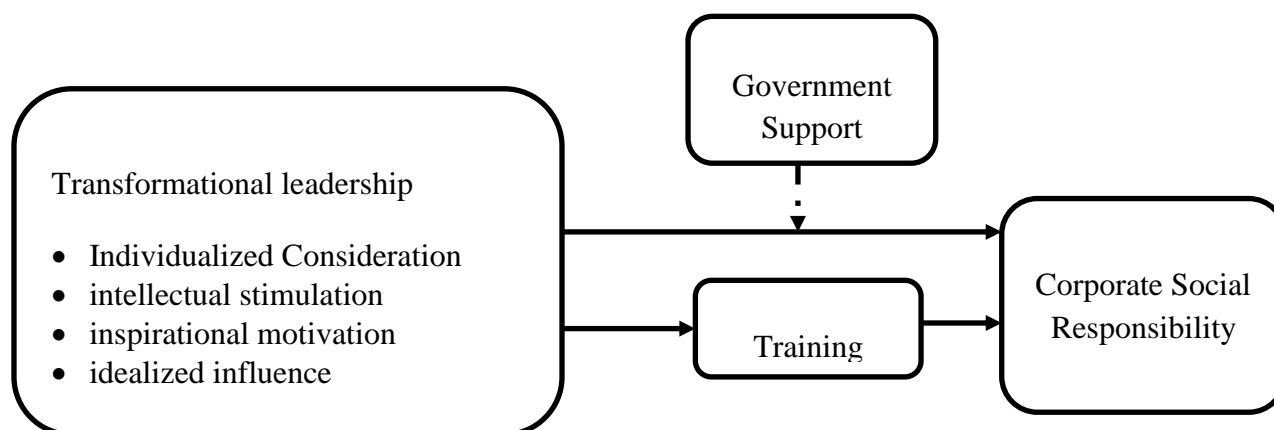 Government
Support
Transformational leadership
• Individualized Consideration
• intellectual stimulation
• inspirational motivation
• idealized influence
Training
Corporate Social
Responsibility